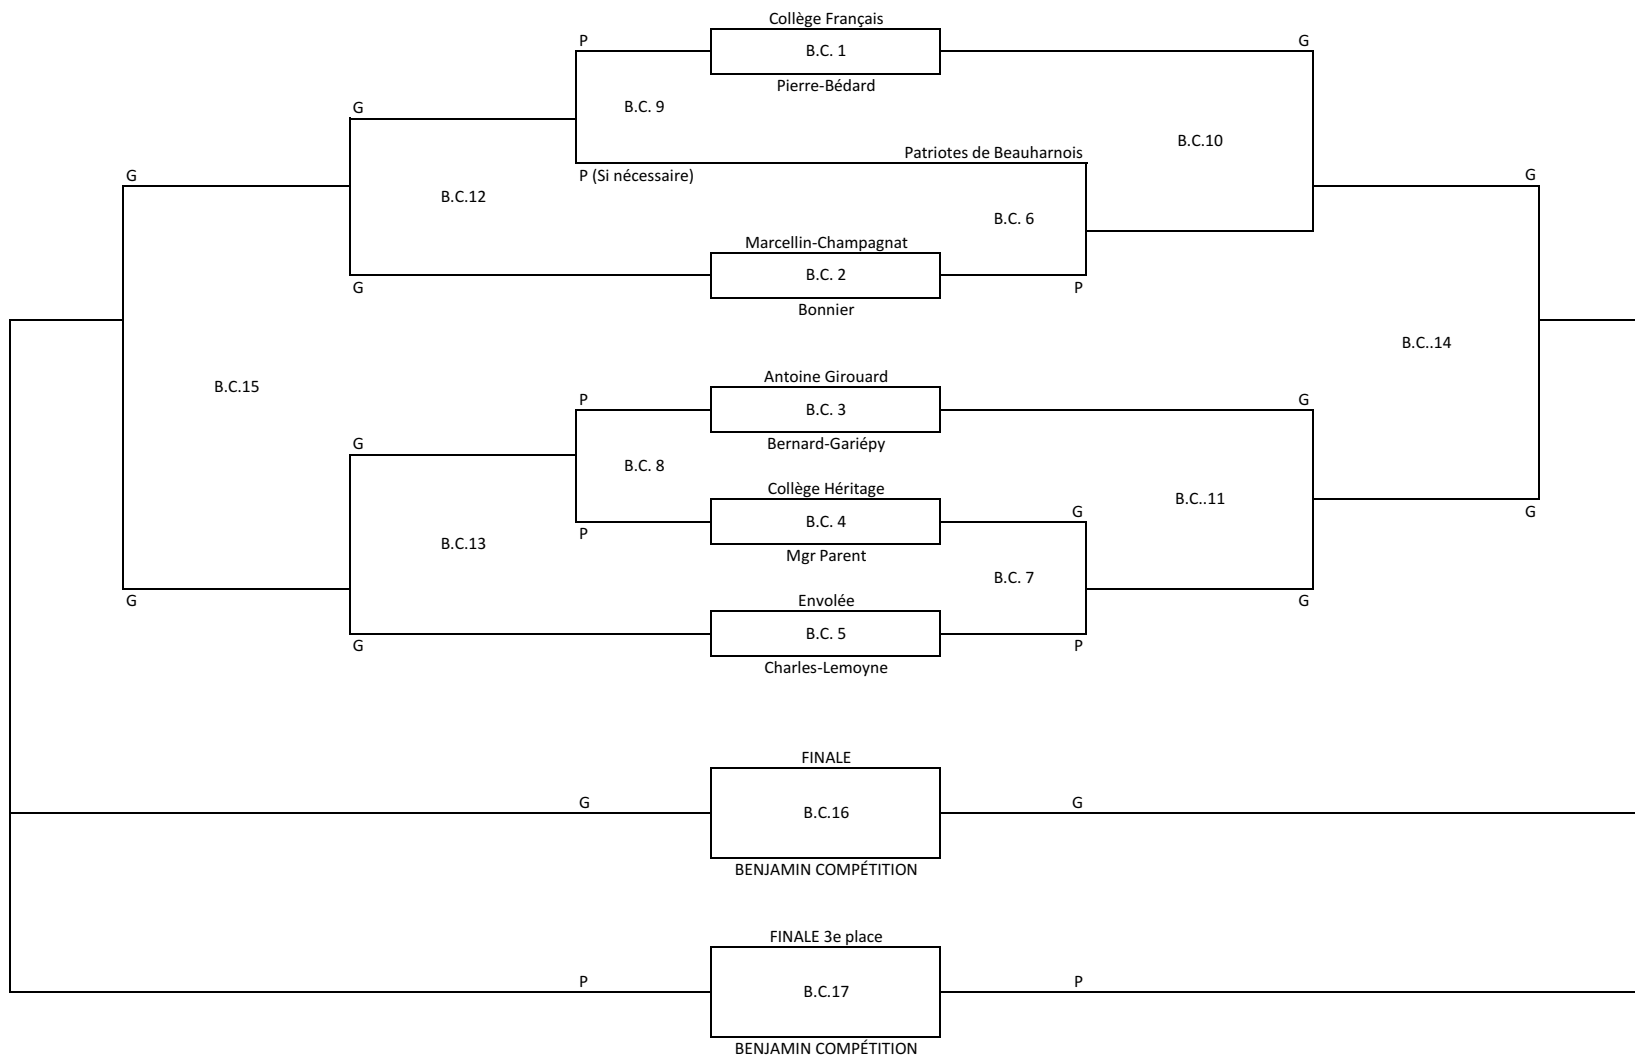 Collège Français
P
G
B.C. 1
Pierre-Bédard
B.C. 9
G
B.C.10
Patriotes de Beauharnois
G
P (Si nécessaire)
G
B.C.12
B.C. 6
Marcellin-Champagnat
B.C. 2
G
P
Bonnier
B.C..14
Antoine Girouard
B.C.15
P
G
B.C. 3
G
Bernard-Gariépy
B.C. 8
Collège Héritage
B.C..11
G
G
B.C. 4
P
B.C.13
Mgr Parent
B.C. 7
G
Envolée
G
B.C. 5
G
P
Charles-Lemoyne
FINALE
G
G
B.C.16
BENJAMIN COMPÉTITION
FINALE 3e place
P
P
B.C.17
BENJAMIN COMPÉTITION